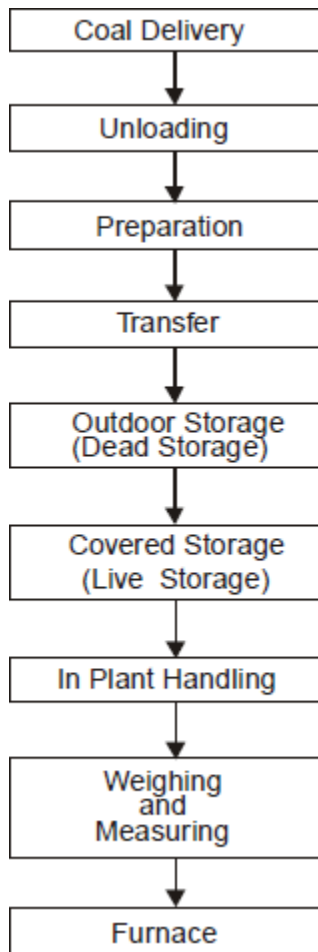 Coal Delivery
Unloading
Preparation
Transfer
Outdoor Storage
(Dead Storage)
Covered Storage
(Live Storage)
In Plant Handling
Weighing
and
Measuring
Furnace